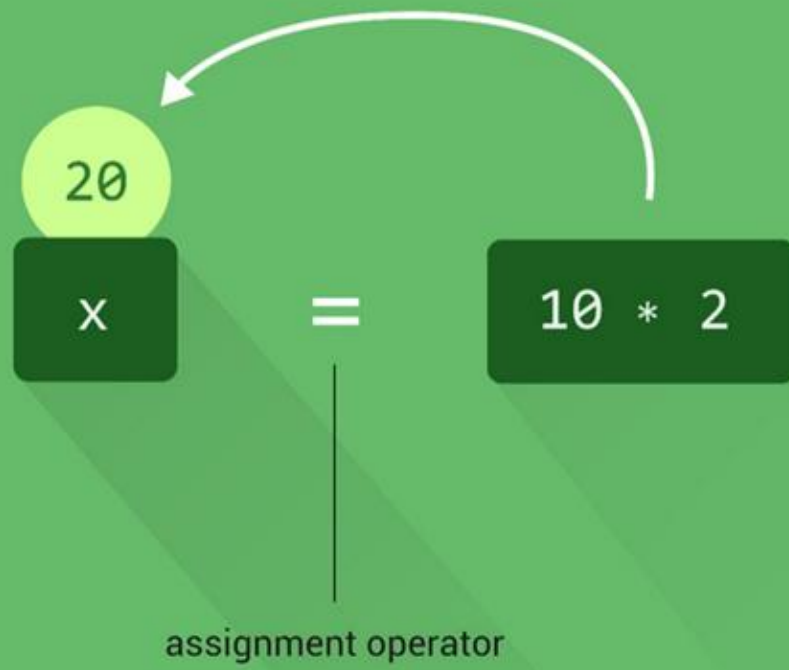 20
x = 10 * 2
assignment operator